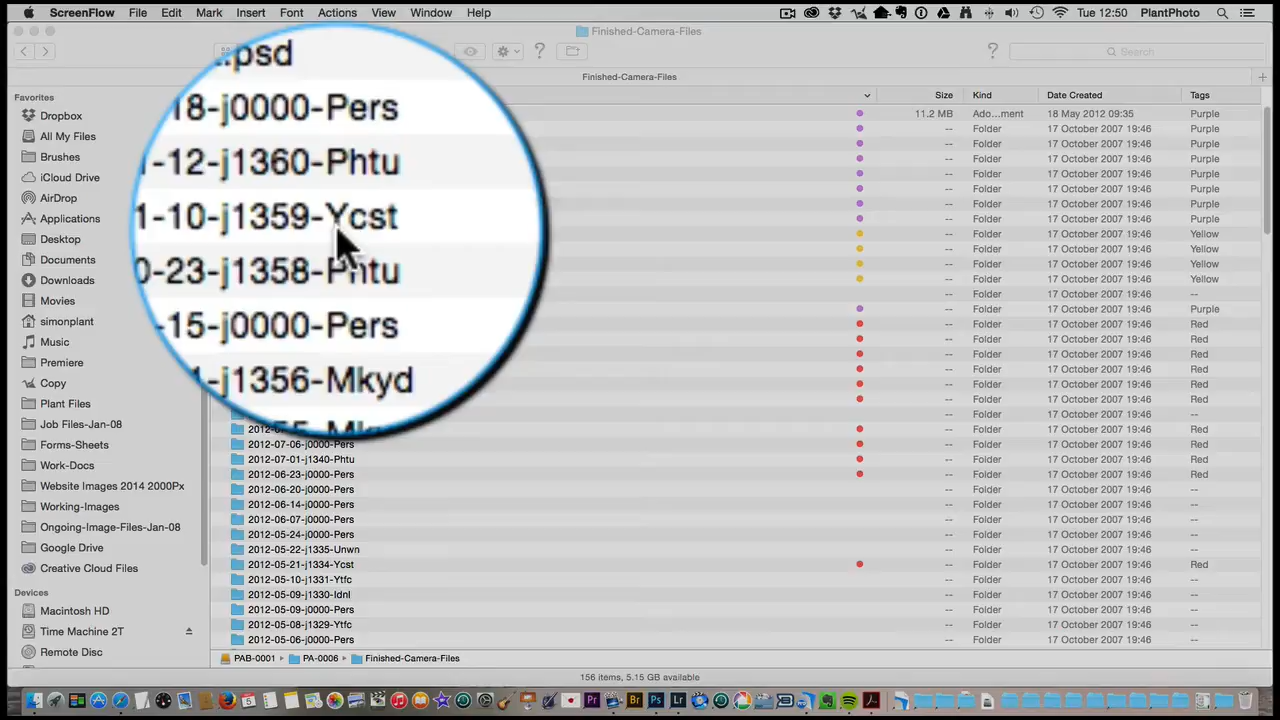 ScreenFlow File Edit Mark Insert Font Actions View Window Help Tue 12:50 PlantPhoto
Finished-Camera-Files
Search
Finished-Camera-Files
Favorites
Dropbox
All My Files
Brushes
iCloud Drive
AirDrop
Applications
Desktop
Documents
Downloads
Movies
simonplant
Music
Premiere
Copy
Plant Files
Job Files-Jan-08
Forms-Sheets
Work-Docs
Website Images 2014 2000Px
Working-Images
Ongoing-Image-Files-Jan-08
Google Drive
Creative Cloud Files
Devices
Macintosh HD
Time Machine 2T
Remote Disc
.psd
18-j0000-Pers
-12-j1360-Phtu
1-10-j1359-Ycst
0-23-j1358-Phtu
-15-j0000-Pers
-j1356-Mkyd
Size Kind Date Created Tags
11.2 MB Ado...ment 18 May 2012 09:35 Purple
-- Folder 17 October 2007 19:46 Purple
-- Folder 17 October 2007 19:46 Purple
-- Folder 17 October 2007 19:46 Purple
-- Folder 17 October 2007 19:46 Purple
-- Folder 17 October 2007 19:46 Purple
-- Folder 17 October 2007 19:46 Purple
-- Folder 17 October 2007 19:46 Purple
-- Folder 17 October 2007 19:46 Yellow
-- Folder 17 October 2007 19:46 Yellow
-- Folder 17 October 2007 19:46 Yellow
-- Folder 17 October 2007 19:46 Yellow
-- Folder 17 October 2007 19:46 --
-- Folder 17 October 2007 19:46 Purple
-- Folder 17 October 2007 19:46 Red
-- Folder 17 October 2007 19:46 Red
-- Folder 17 October 2007 19:46 Red
-- Folder 17 October 2007 19:46 Red
-- Folder 17 October 2007 19:46 Red
-- Folder 17 October 2007 19:46 Red
-- Folder 17 October 2007 19:46 --
-- Folder 17 October 2007 19:46 Red
2012-07-06-j0000-Pers -- Folder 17 October 2007 19:46 Red
2012-07-01-j1340-Phtu -- Folder 17 October 2007 19:46 Red
2012-06-23-j0000-Pers -- Folder 17 October 2007 19:46 Red
2012-06-20-j0000-Pers -- Folder 17 October 2007 19:46 --
2012-06-14-j0000-Pers -- Folder 17 October 2007 19:46 --
2012-06-07-j0000-Pers -- Folder 17 October 2007 19:46 --
2012-05-24-j0000-Pers -- Folder 17 October 2007 19:46 --
2012-05-22-j1335-Unwn -- Folder 17 October 2007 19:46 --
2012-05-21-j1334-Ycst -- Folder 17 October 2007 19:46 Red
2012-05-10-j1331-Ytfc -- Folder 17 October 2007 19:46 --
2012-05-09-j1330-Idnl -- Folder 17 October 2007 19:46 --
2012-05-09-j0000-Pers -- Folder 17 October 2007 19:46 --
2012-05-08-j1329-Ytfc -- Folder 17 October 2007 19:46 --
2012-05-06-j0000-Pers -- Folder 17 October 2007 19:46 --
PAB-0001 PA-0006 Finished-Camera-Files
156 items, 5.15 GB available